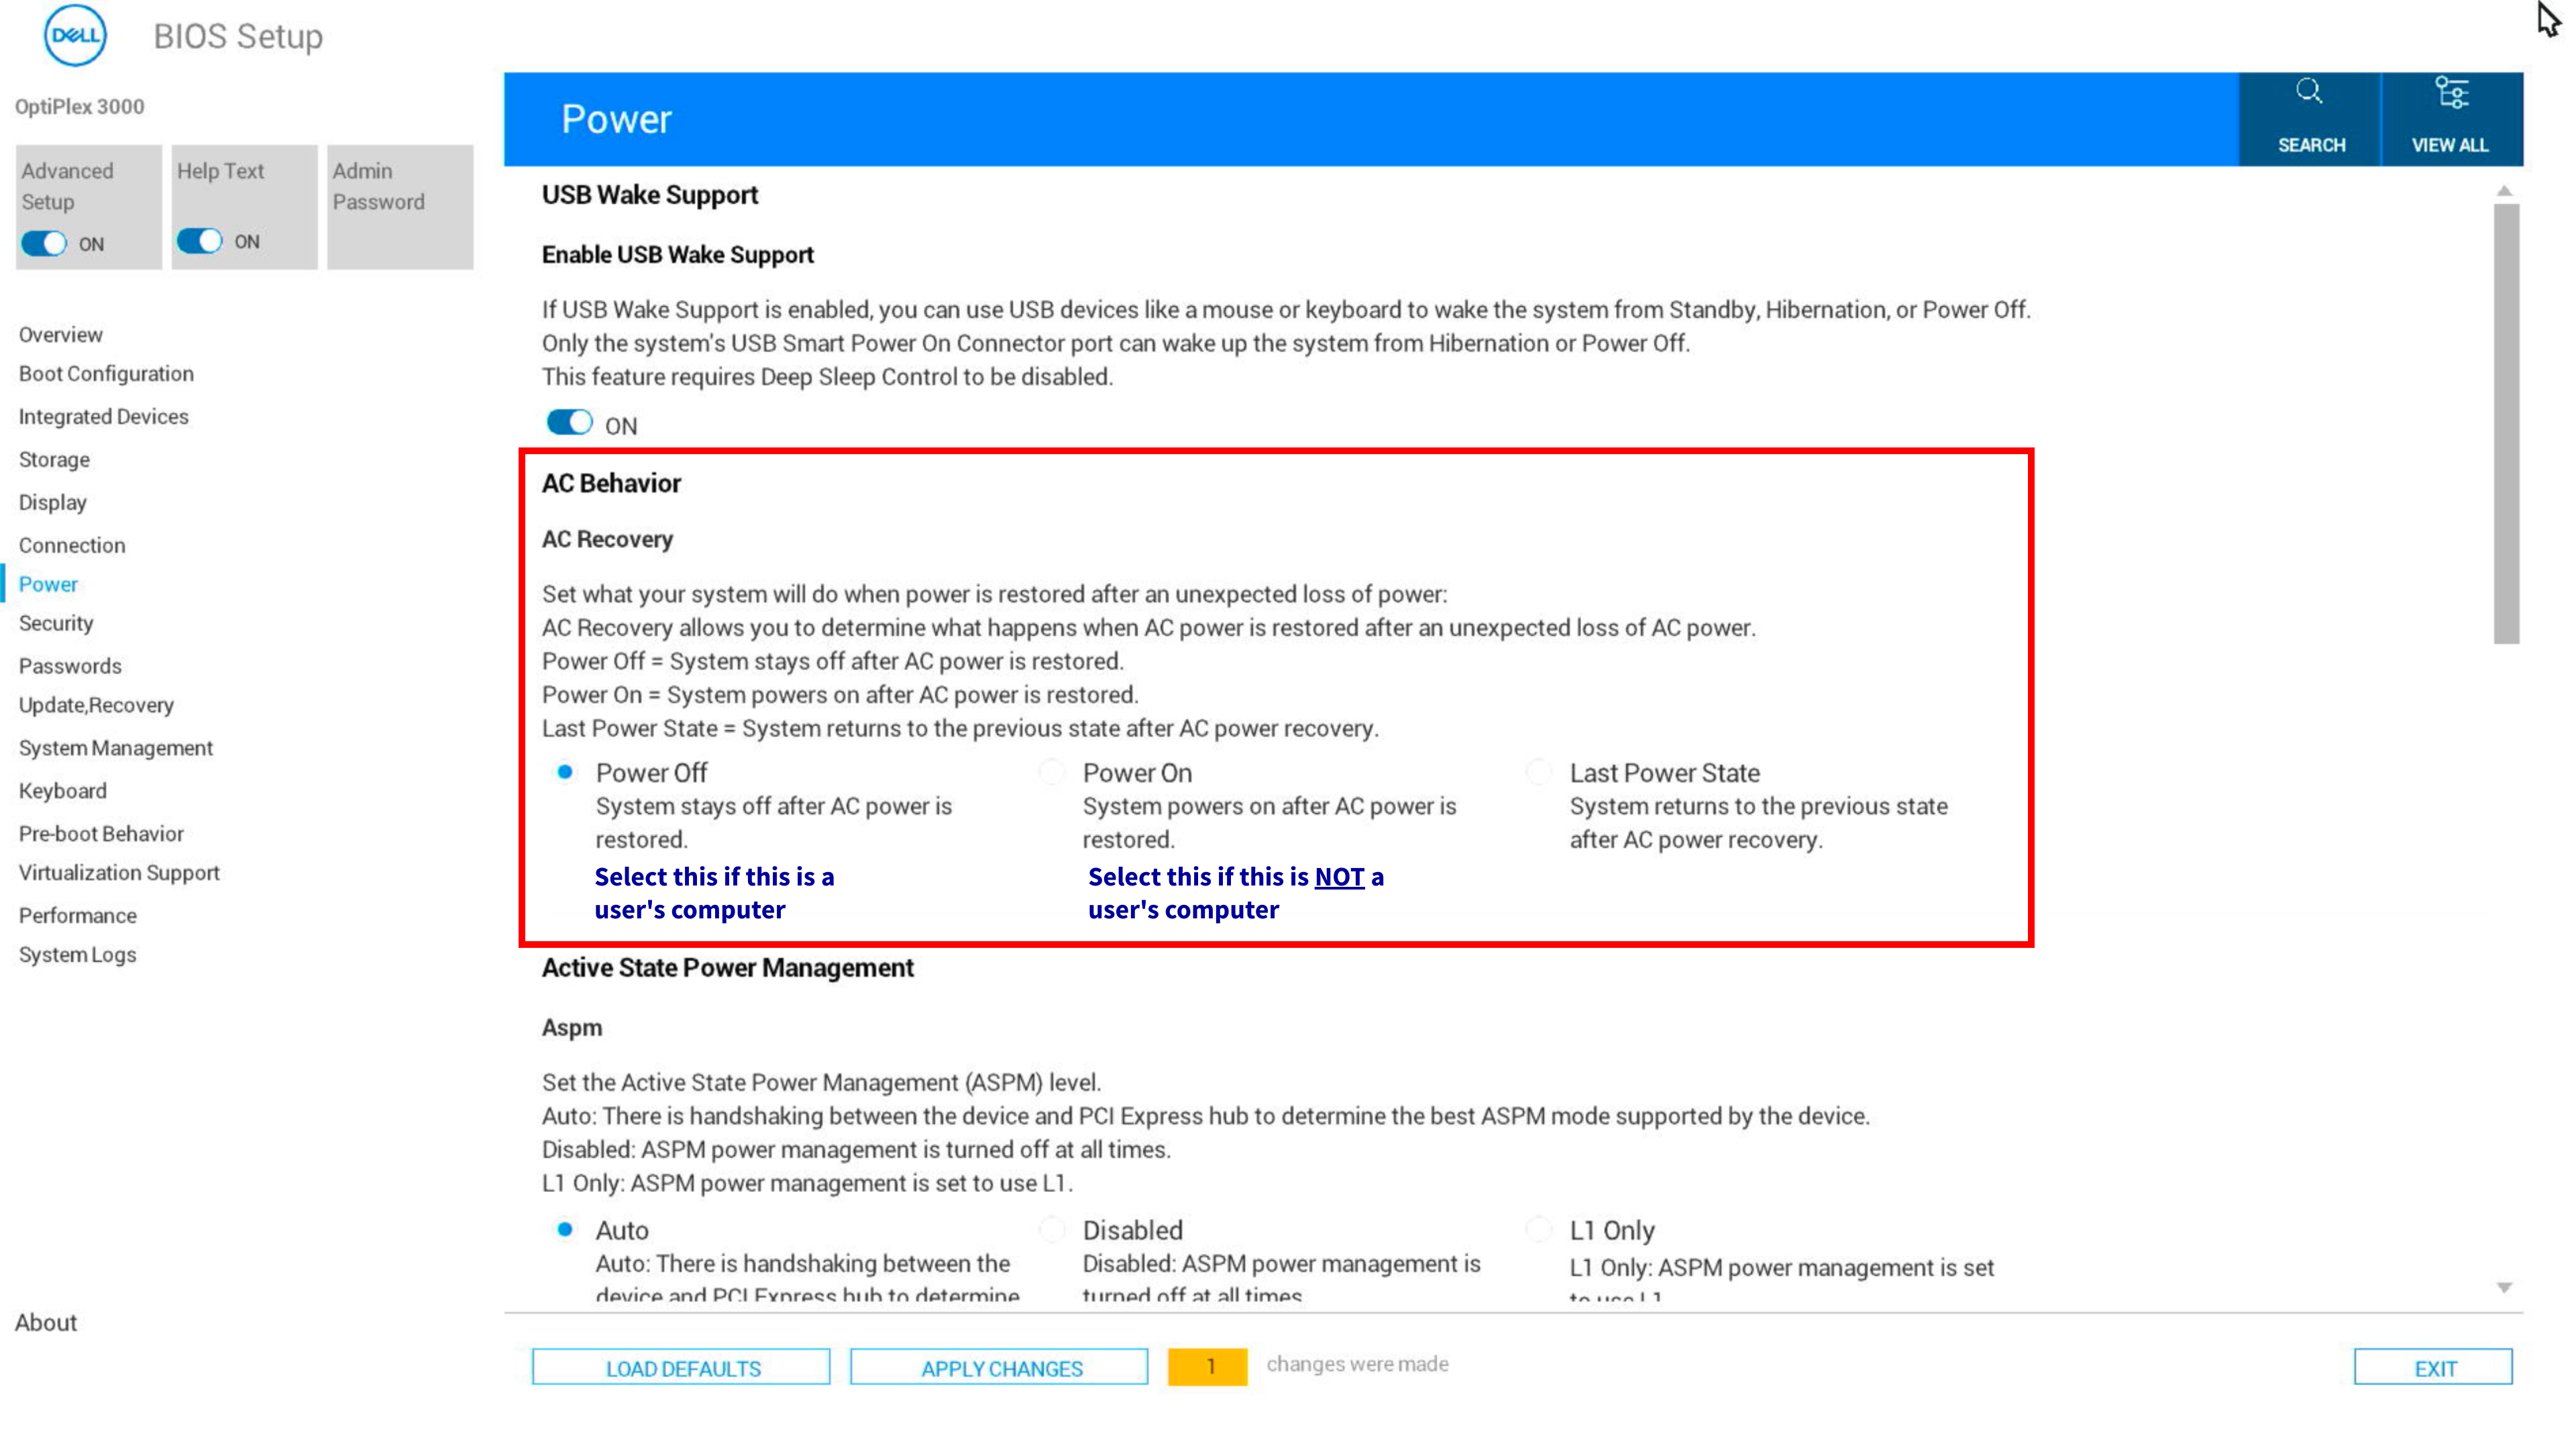 DELL
BIOS Setup
OptiPlex 3000
Advanced
Setup
ON
Help Text
ON
Admin
Password
Overview
Boot Configuration
Integrated Devices
Storage
Display
Connection
Power
Security
Passwords
Update,Recovery
System Management
Keyboard
Pre-boot Behavior
Virtualization Support
Performance
System Logs
About
Power
SEARCH
VIEW ALL
USB Wake Support
Enable USB Wake Support
If USB Wake Support is enabled, you can use USB devices like a mouse or keyboard to wake the system from Standby, Hibernation, or Power Off.
Only the system's USB Smart Power On Connector port can wake up the system from Hibernation or Power Off.
This feature requires Deep Sleep Control to be disabled.
ON
AC Behavior
AC Recovery
Set what your system will do when power is restored after an unexpected loss of power:
AC Recovery allows you to determine what happens when AC power is restored after an unexpected loss of AC power.
Power Off = System stays off after AC power is restored.
Power On = System powers on after AC power is restored.
Last Power State = System returns to the previous state after AC power recovery.
Power Off
System stays off after AC power is
restored.
Select this if this is a
user's computer
Power On
System powers on after AC power is
restored.
Select this if this is NOT a
user's computer
Last Power State
System returns to the previous state
after AC power recovery.
Active State Power Management
Aspm
Set the Active State Power Management (ASPM) level.
Auto: There is handshaking between the device and PCI Express hub to determine the best ASPM mode supported by the device.
Disabled: ASPM power management is turned off at all times.
L1 Only: ASPM power management is set to use L1.
Auto
Auto: There is handshaking between the
device and PCI Express hub to determine
Disabled
Disabled: ASPM power management is
turned off at all times
L1 Only
L1 Only: ASPM power management is set
to use L1
LOAD DEFAULTS
APPLY CHANGES
1
changes were made
EXIT